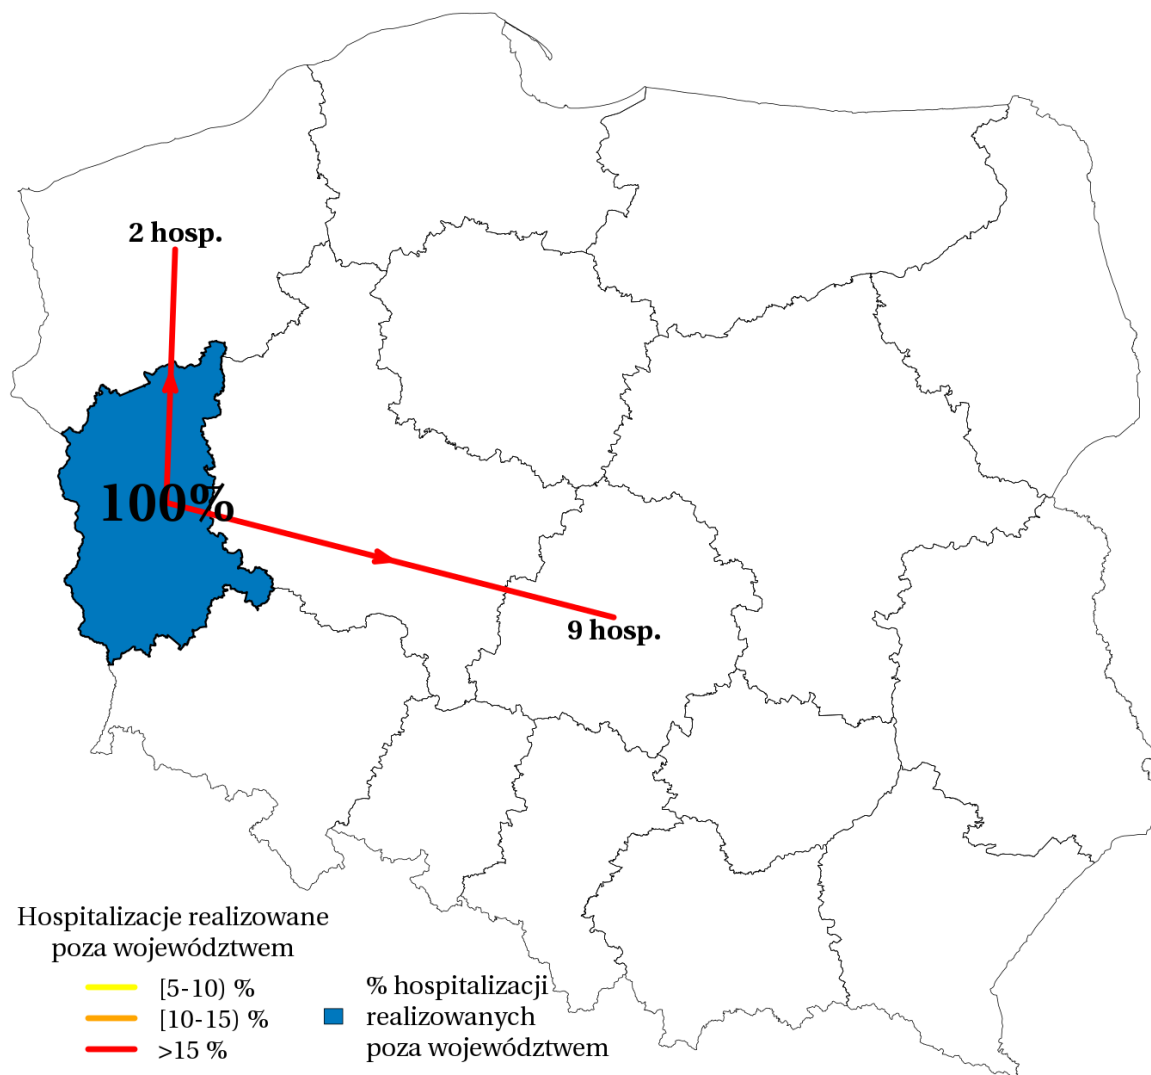 2 hosp.
100%
9 hosp.
Hospitalizacje realizowane
poza województwem
[5-10) %
[10-15) %
>15 %
% hospitalizacji
realizowanych
poza województwem